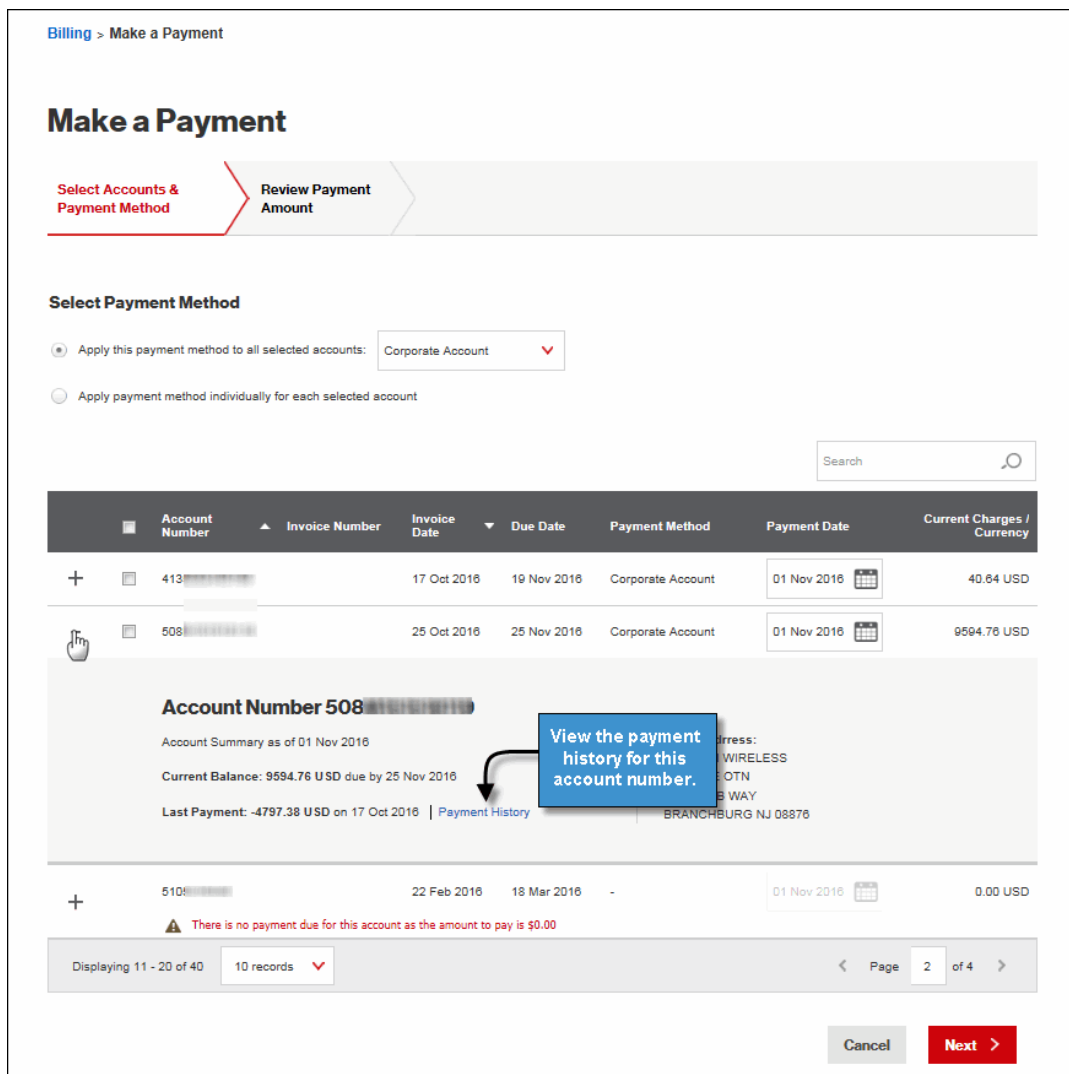 Billing > Make a Payment
Make a Payment
Select Accounts &
Payment Method
Review Payment
Amount
Select Payment Method
Apply this payment method to all selected accounts: Corporate Account
Apply payment method individually for each selected account
Search
Account
Number
Invoice Number
Invoice
Date
Due Date
Payment Method
Payment Date
Current Charges /
Currency
413 17 Oct 2016 19 Nov 2016 Corporate Account 01 Nov 2016 40.64 USD
508 25 Oct 2016 25 Nov 2016 Corporate Account 01 Nov 2016 9594.76 USD
Account Number 508
Account Summary as of 01 Nov 2016
Current Balance: 9594.76 USD due by 25 Nov 2016
Last Payment: -4797.38 USD on 17 Oct 2016 | Payment History
View the payment
history for this
account number.
WIRELESS
OTN
WAY
BRANCHBURG NJ 08876
510 22 Feb 2016 18 Mar 2016 - 01 Nov 2016 0.00 USD
There is no payment due for this account as the amount to pay is $0.00
Displaying 11 - 20 of 40 10 records Page 2 of 4
Cancel Next >